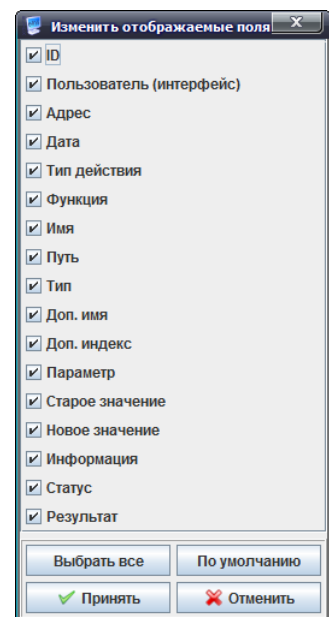 Изменить отображаемые поля
ID
Пользователь (интерфейс)
Адрес
Дата
Тип действия
Функция
Имя
Путь
Тип
Доп. имя
Доп. индекс
Параметр
Старое значение
Новое значение
Информация
Статус
Результат
Выбрать все По умолчанию
Принять Отменить